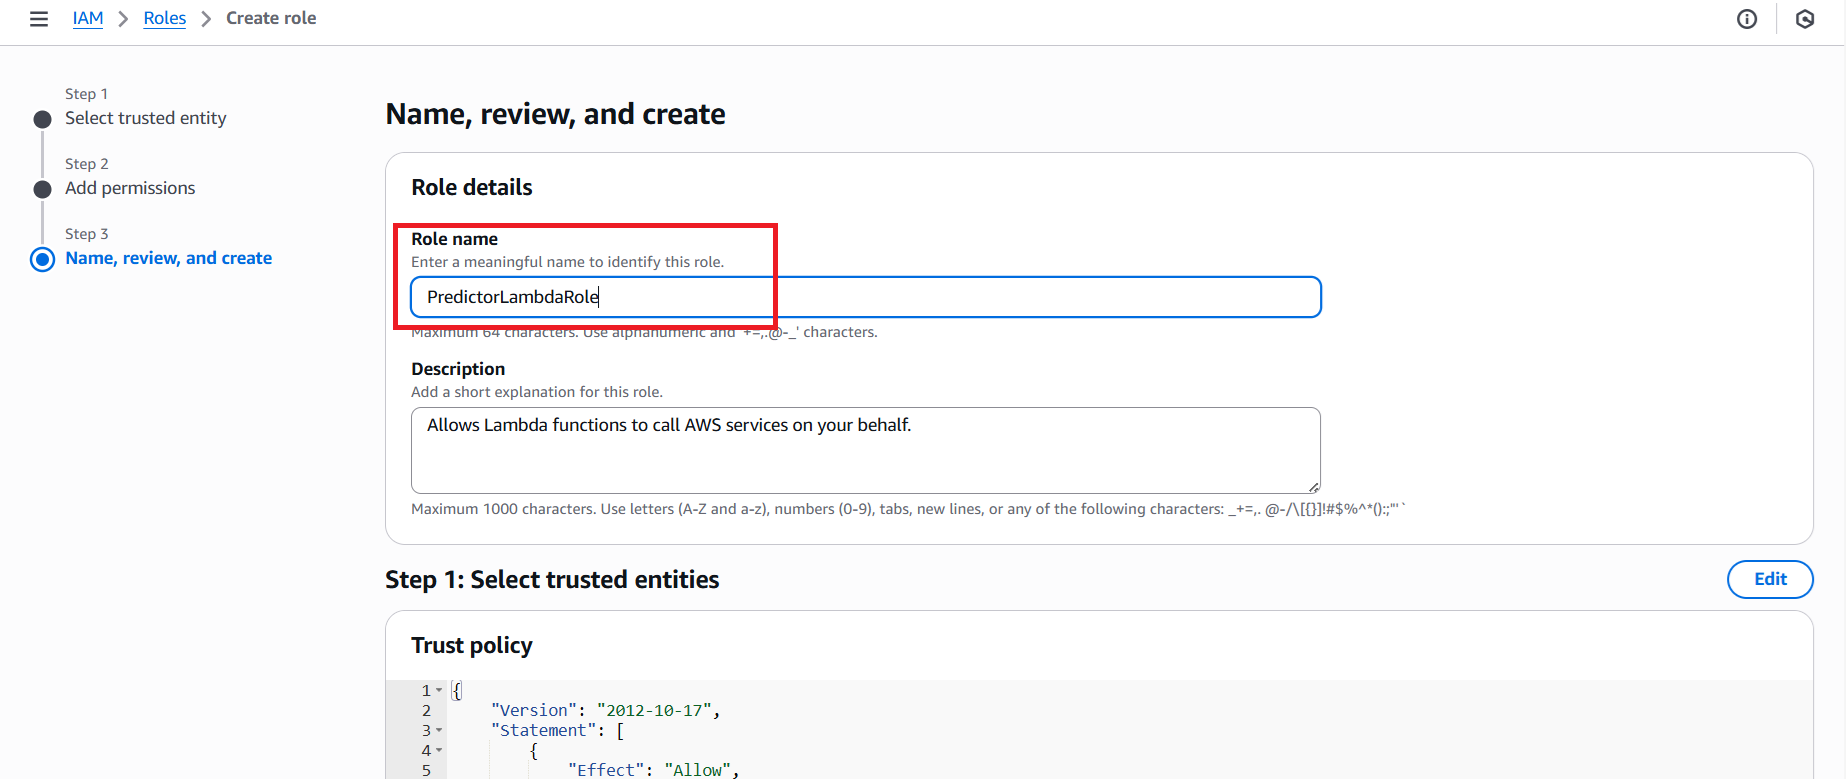 IAM > Roles > Create role
Step 1
Select trusted entity
Step 2
Add permissions
Step 3
Name, review, and create
Name, review, and create
Role details
Role name
Enter a meaningful name to identify this role.
PredictorLambdaRole
Maximum 64 characters. Use alphanumeric and '+=,.@-_' characters.
Description
Add a short explanation for this role.
Allows Lambda functions to call AWS services on your behalf.
Maximum 1000 characters. Use letters (A-Z and a-z), numbers (0-9), tabs, new lines, or any of the following characters: _+=,. @-/\[{}]!#$%^*();:"'`
Step 1: Select trusted entities
Edit
Trust policy
1 {
2 "Version": "2012-10-17",
3 "Statement": [
4 {
5 "Effect": "Allow",